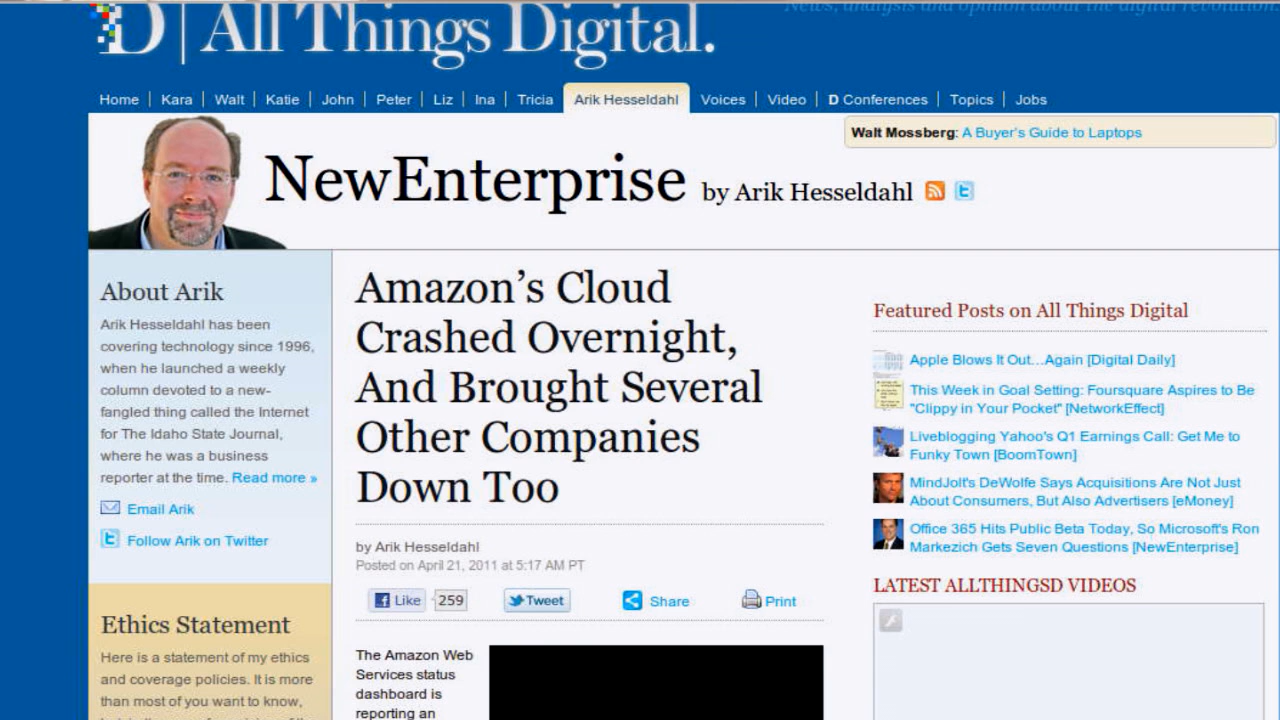 News, analysis and opinion about the digital revolution.
D | All Things Digital.
Home | Kara | Walt | Katie | John | Peter | Liz | Ina | Tricia | Arik Hesseldahl | Voices | Video | D Conferences | Topics | Jobs
Walt Mossberg: A Buyer's Guide to Laptops
NewEnterprise by Arik Hesseldahl
About Arik
Arik Hesseldahl has been
covering technology since 1996,
when he launched a weekly
column devoted to a new-
fangled thing called the Internet
for The Idaho State Journal,
where he was a business
reporter at the time. Read more »
Email Arik
Follow Arik on Twitter
Ethics Statement
Here is a statement of my ethics
and coverage policies. It is more
than most of you want to know,
Amazon’s Cloud
Crashed Overnight,
And Brought Several
Other Companies
Down Too
by Arik Hesseldahl
Posted on April 21, 2011 at 5:17 AM PT
Like 259 Tweet Share Print
The Amazon Web
Services status
dashboard is
reporting an
Featured Posts on All Things Digital
Apple Blows It Out…Again [Digital Daily]
This Week in Goal Setting: Foursquare Aspires to Be
"Clippy in Your Pocket" [NetworkEffect]
Liveblogging Yahoo's Q1 Earnings Call: Get Me to
Funky Town [BoomTown]
MindJolt's DeWolfe Says Acquisitions Are Not Just
About Consumers, But Also Advertisers [eMoney]
Office 365 Hits Public Beta Today, So Microsoft's Ron
Markezich Gets Seven Questions [NewEnterprise]
LATEST ALLTHINGSD VIDEOS